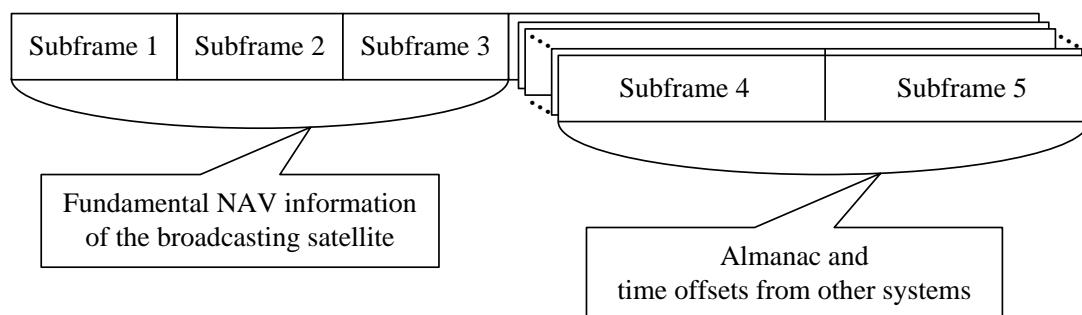 Subframe 1
Subframe 2
Subframe 3
Subframe 4
Subframe 5
Fundamental NAV information
of the broadcasting satellite
Almanac and
time offsets from other systems